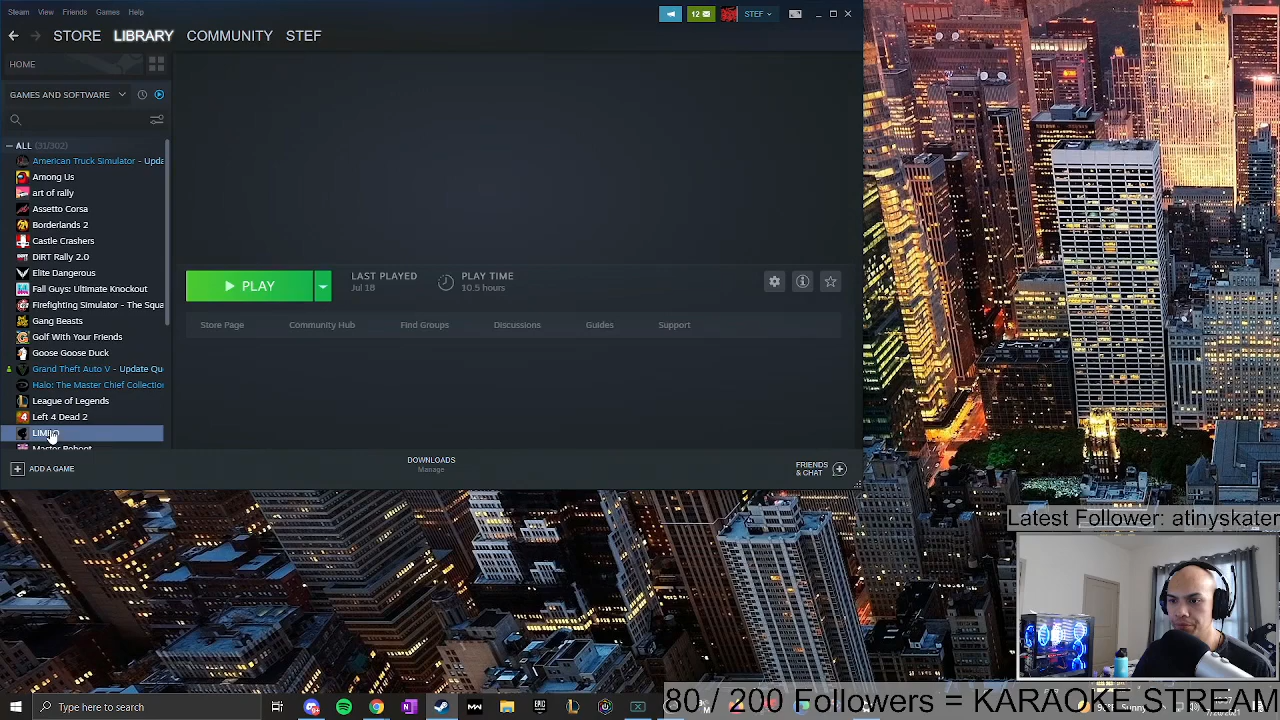 Steam View Friends Games Help
12 STEF
STORE LIBRARY COMMUNITY STEF
HOME
GAMES AND SOFTWARE
ALL (31/302)
American Truck Simulator - Upda
Among Us
art of rally
Assetto Corsa
Borderlands 2
Castle Crashers
DIRT Rally 2.0
Elite Dangerous
Fall Guys: Ultimate Knockout
Firefighting Simulator - The Squa
Gang Beasts
Golf With Your Friends
Goose Goose Duck
Grand Theft Auto V - Update Qu
Halo: The Master Chief Collection
League of Legends
Left 4 Dead 2
PLAY
LAST PLAYED
Jul 18
PLAY TIME
10.5 hours
Store Page Community Hub Find Groups Discussions Guides Support
ADD A GAME
DOWNLOADS
Manage
FRIENDS
& CHAT
Latest Follower: atinyskater
80 / 200 Followers = KARAOKE STREAM
Type here to search
EPIC